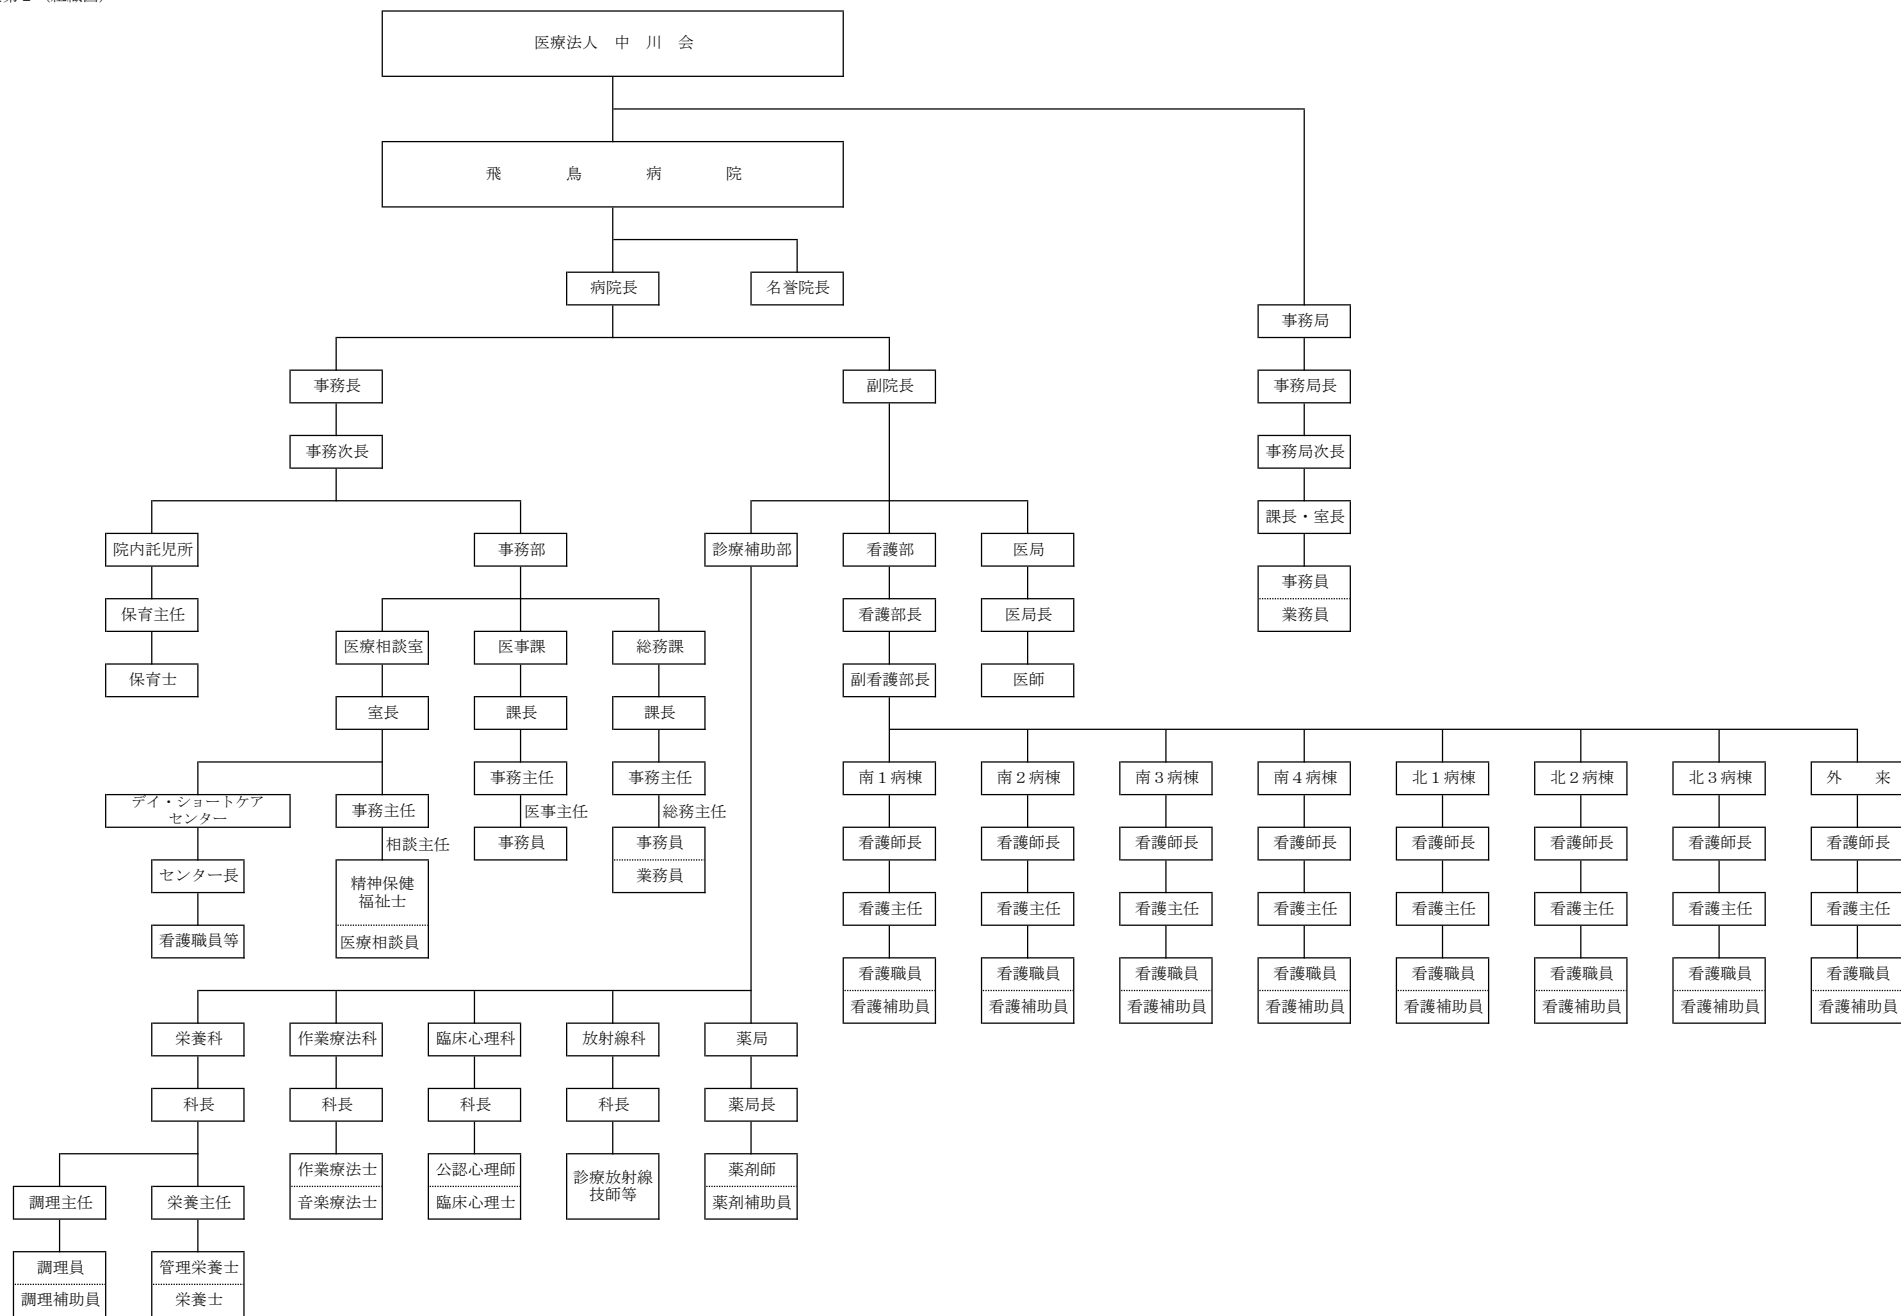 医療法人　中　川　会
飛　鳥　病　院
病院長
名誉院長
事務局
事務長
副院長
事務局長
事務次長
事務局次長
課長・室長
院内託児所
事務部
診療補助部
看護部
医局
事務員
業務員
保育主任
看護部長
医局長
医療相談室
医事課
総務課
保育士
副看護部長
医師
室長
課長
課長
事務主任
事務主任
南１病棟
南２病棟
南３病棟
南４病棟
北１病棟
北２病棟
北３病棟
外　来
デイ・ショートケア
センター
事務主任
医事主任
総務主任
相談主任
事務員
事務員
業務員
看護師長
看護師長
看護師長
看護師長
看護師長
看護師長
看護師長
看護師長
センター長
精神保健
福祉士
医療相談員
看護主任
看護主任
看護主任
看護主任
看護主任
看護主任
看護主任
看護主任
看護職員等
看護職員
看護職員
看護職員
看護職員
看護職員
看護職員
看護職員
看護職員
看護補助員
看護補助員
看護補助員
看護補助員
看護補助員
看護補助員
看護補助員
看護補助員
栄養科
作業療法科
臨床心理科
放射線科
薬局
科長
科長
科長
科長
薬局長
作業療法士
音楽療法士
公認心理師
臨床心理士
診療放射線
技師等
薬剤師
薬剤補助員
調理主任
栄養主任
調理員
調理補助員
管理栄養士
栄養士